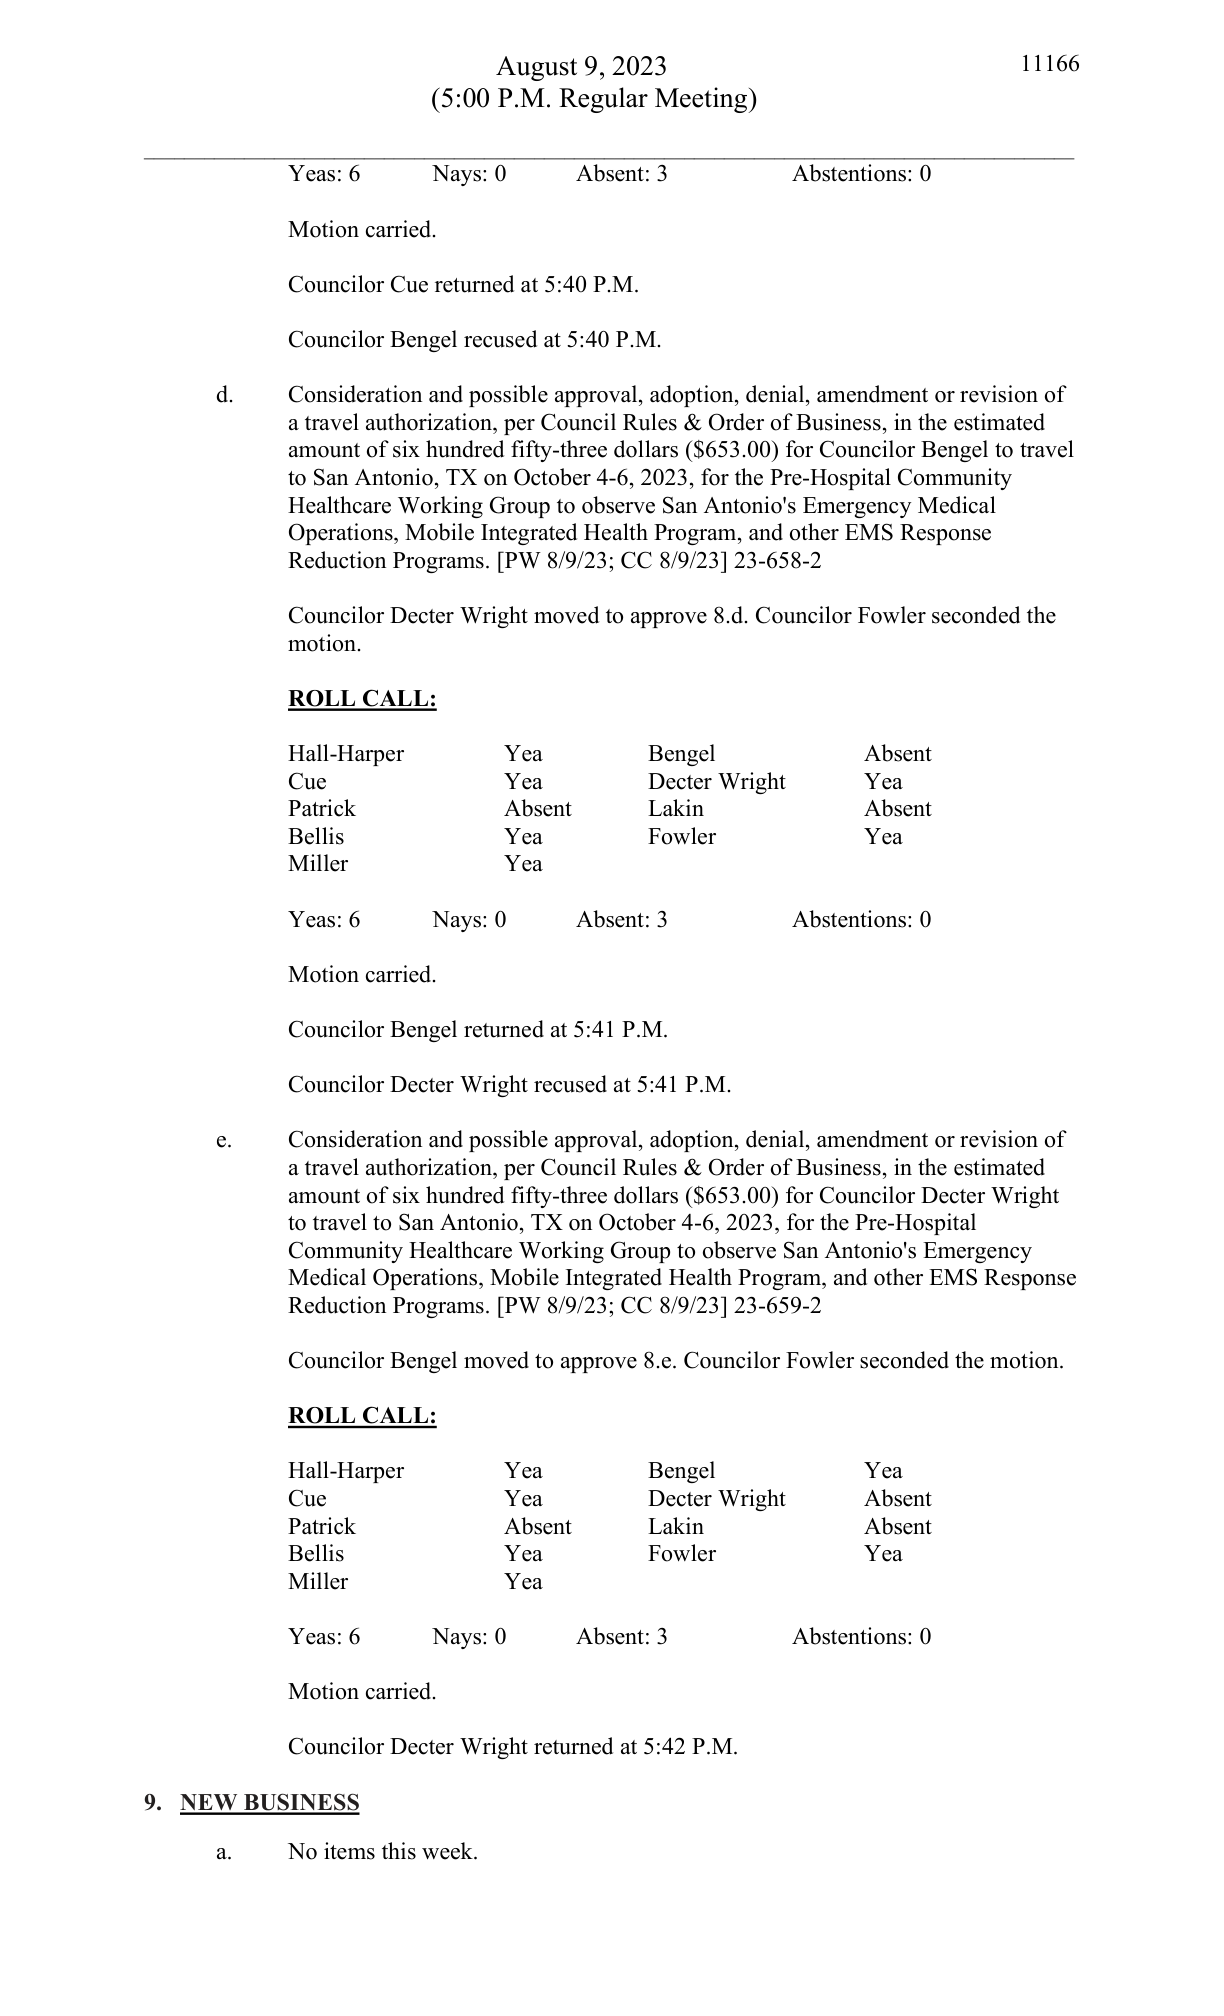 August 9, 2023 11166
(5:00 P.M. Regular Meeting)
Yeas: 6 Nays: 0 Absent: 3 Abstentions: 0
Motion carried.
Councilor Cue returned at 5:40 P.M.
Councilor Bengel recused at 5:40 P.M.
d. Consideration and possible approval, adoption, denial, amendment or revision of
a travel authorization, per Council Rules & Order of Business, in the estimated
amount of six hundred fifty-three dollars ($653.00) for Councilor Bengel to travel
to San Antonio, TX on October 4-6, 2023, for the Pre-Hospital Community
Healthcare Working Group to observe San Antonio's Emergency Medical
Operations, Mobile Integrated Health Program, and other EMS Response
Reduction Programs. [PW 8/9/23; CC 8/9/23] 23-658-2
Councilor Decter Wright moved to approve 8.d. Councilor Fowler seconded the
motion.
ROLL CALL:
Hall-Harper Yea Bengel Absent
Cue Yea Decter Wright Yea
Patrick Absent Lakin Absent
Bellis Yea Fowler Yea
Miller Yea
Yeas: 6 Nays: 0 Absent: 3 Abstentions: 0
Motion carried.
Councilor Bengel returned at 5:41 P.M.
Councilor Decter Wright recused at 5:41 P.M.
e. Consideration and possible approval, adoption, denial, amendment or revision of
a travel authorization, per Council Rules & Order of Business, in the estimated
amount of six hundred fifty-three dollars ($653.00) for Councilor Decter Wright
to travel to San Antonio, TX on October 4-6, 2023, for the Pre-Hospital
Community Healthcare Working Group to observe San Antonio's Emergency
Medical Operations, Mobile Integrated Health Program, and other EMS Response
Reduction Programs. [PW 8/9/23; CC 8/9/23] 23-659-2
Councilor Bengel moved to approve 8.e. Councilor Fowler seconded the motion.
ROLL CALL:
Hall-Harper Yea Bengel Yea
Cue Yea Decter Wright Absent
Patrick Absent Lakin Absent
Bellis Yea Fowler Yea
Miller Yea
Yeas: 6 Nays: 0 Absent: 3 Abstentions: 0
Motion carried.
Councilor Decter Wright returned at 5:42 P.M.
9. NEW BUSINESS
a. No items this week.